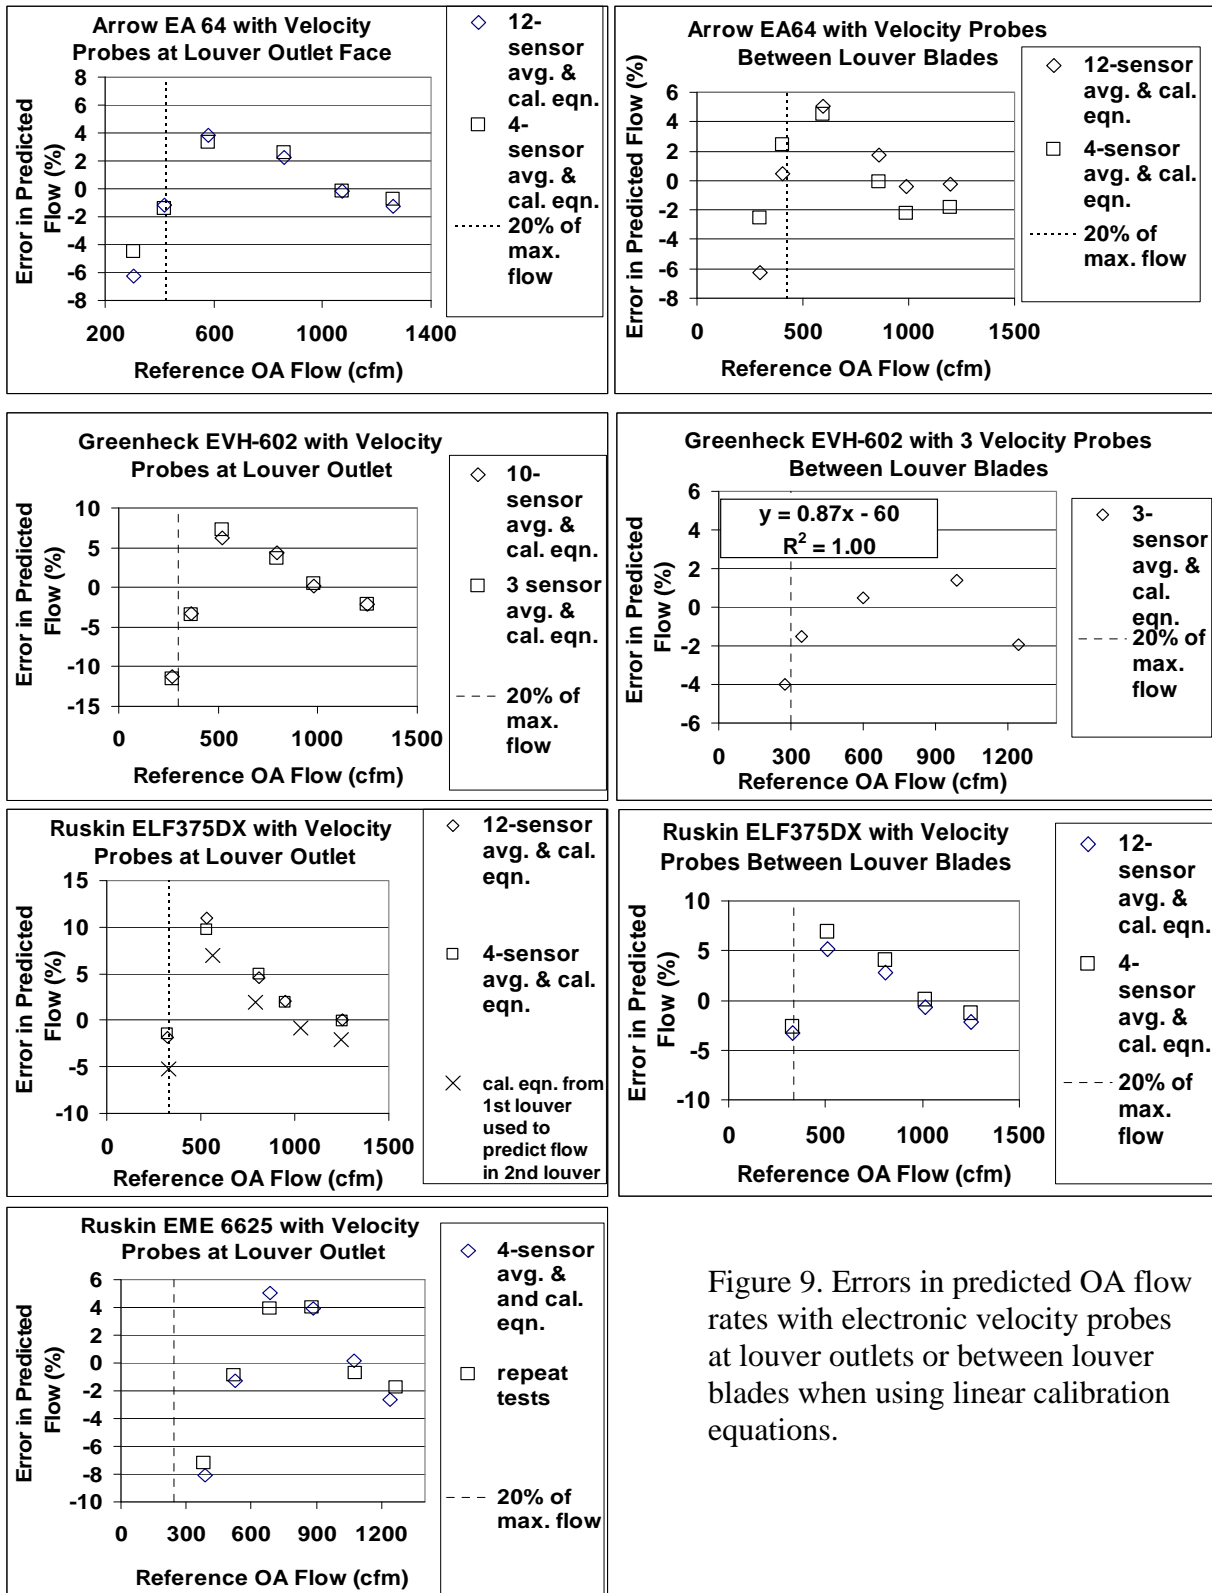 Arrow EA 64 with Velocity
Probes at Louver Outlet Face
Error in Predicted
Flow (%)
8
6
4
2
0
-2
-4
-6
-8
200
600
1000
1400
Reference OA Flow (cfm)
12-
sensor
avg. &
cal. eqn.
4-
sensor
avg. &
cal. eqn.
20% of
max.
flow
Arrow EA64 with Velocity Probes
Between Louver Blades
Error in Predicted Flow (%)
6
4
2
0
-2
-4
-6
-8
0
500
1000
1500
Reference OA Flow (cfm)
12-sensor
avg. & cal.
eqn.
4-sensor
avg. & cal.
eqn.
20% of
max. flow
Greenheck EVH-602 with Velocity
Probes at Louver Outlet
Error in Predicted
Flow (%)
10
5
0
-5
-10
-15
0
500
1000
1500
Reference OA Flow (cfm)
10-
sensor
avg. &
cal. eqn.
3 sensor
avg. &
cal. eqn.
20% of
max.
flow
Greenheck EVH-602 with 3 Velocity Probes
Between Louver Blades
Error in Predicted
Flow (%)
6
4
2
0
-2
-4
-6
y = 0.87x - 60
R² = 1.00
0
300
600
900
1200
Reference OA Flow (cfm)
3-
sensor
avg. &
cal.
eqn.
20% of
max.
flow
Ruskin ELF375DX with Velocity
Probes at Louver Outlet
Error in Predicted
Flow (%)
15
10
5
0
-5
-10
0
500
1000
1500
Reference OA Flow (cfm)
12-sensor
avg. & cal.
eqn.
4-sensor
avg. & cal.
eqn.
cal. eqn. from
1st louver
used to
predict flow
in 2nd louver
Ruskin ELF375DX with Velocity
Probes Between Louver Blades
Error in Predicted
Flow (%)
10
5
0
-5
-10
0
500
1000
1500
Reference OA Flow (cfm)
12-
sensor
avg. &
cal. eqn.
4-
sensor
avg. &
cal. eqn.
20% of
max.
flow
Ruskin EME 6625 with Velocity
Probes at Louver Outlet
Error in Predicted
Flow (%)
6
4
2
0
-2
-4
-6
-8
-10
0
300
600
900
1200
Reference OA Flow (cfm)
4-sensor
avg. &
and cal.
eqn.
repeat
tests
20% of
max. flow
Figure 9. Errors in predicted OA flow
rates with electronic velocity probes
at louver outlets or between louver
blades when using linear calibration
equations.